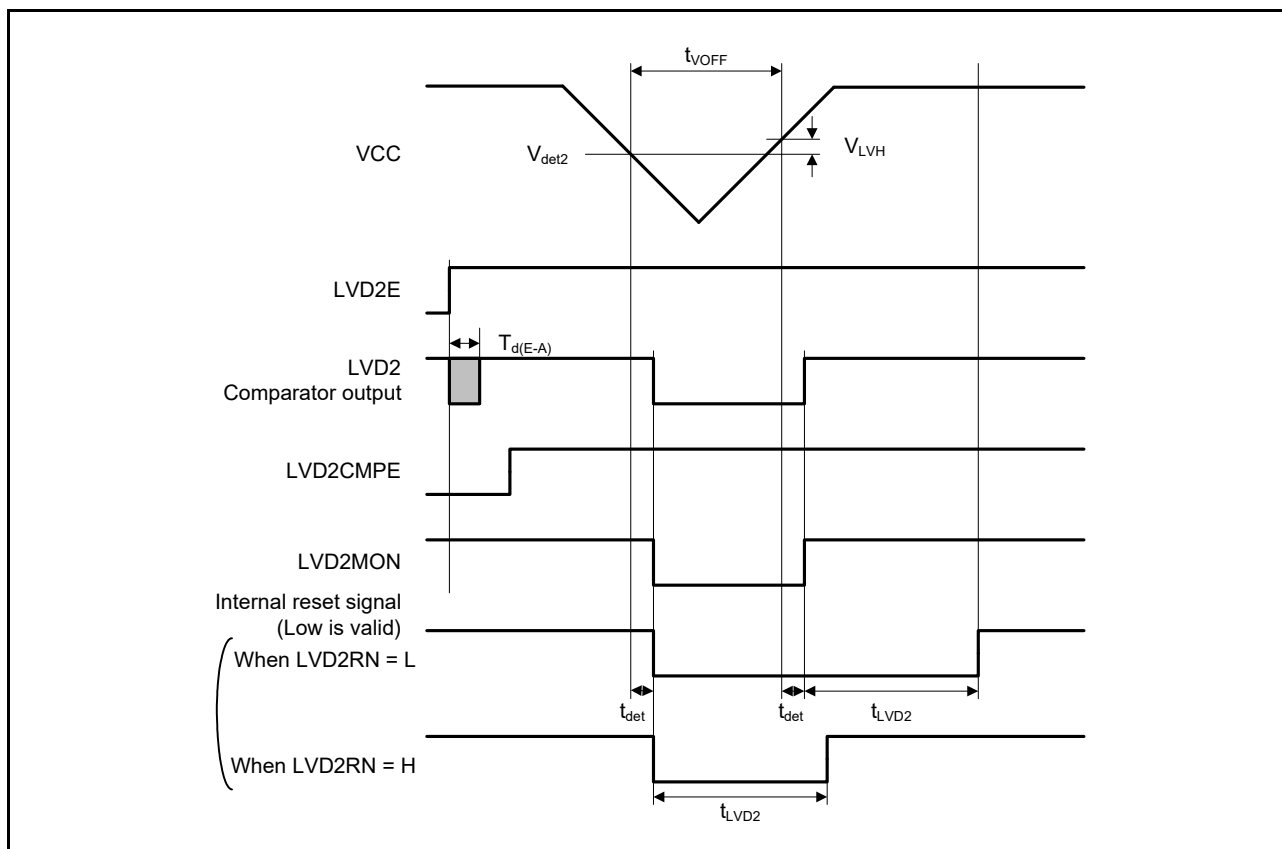 tVOFF
VCC
Vdet2
VLVH
LVD2E
Td(E-A)
LVD2
Comparator output
LVD2CMPE
LVD2MON
Internal reset signal
(Low is valid)
When LVD2RN = L
tdet
tdet
tLVD2
When LVD2RN = H
tLVD2